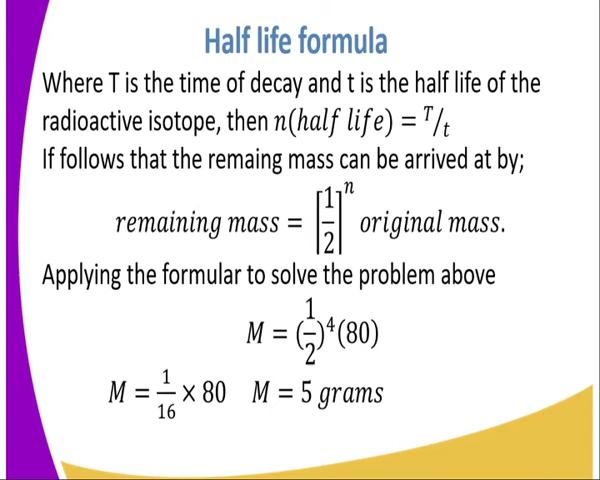 Half life formula
Where T is the time of decay and t is the half life of the
radioactive isotope, then n(half life) = ᵀ/ₜ
If follows that the remaing mass can be arrived at by;
remaining mass = [1/2]ⁿ original mass.
Applying the formular to solve the problem above
M = (1/2)⁴(80)
M = 1/16 × 80 M = 5 grams